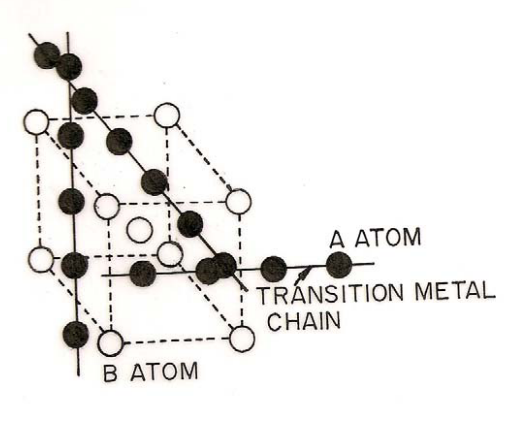 A ATOM
TRANSITION METAL
CHAIN
B ATOM